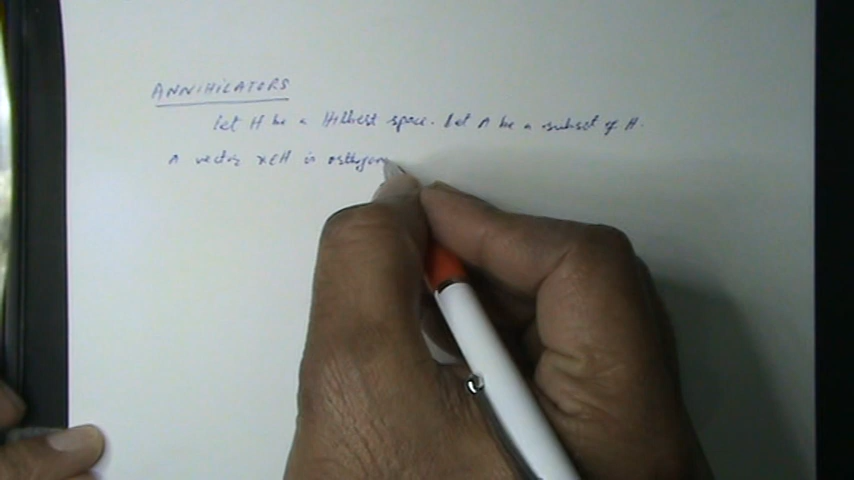 ANNIHILATORS
Let H be a Hilbert space. Let A be a subset of H.
A vector x∈H is orthogon